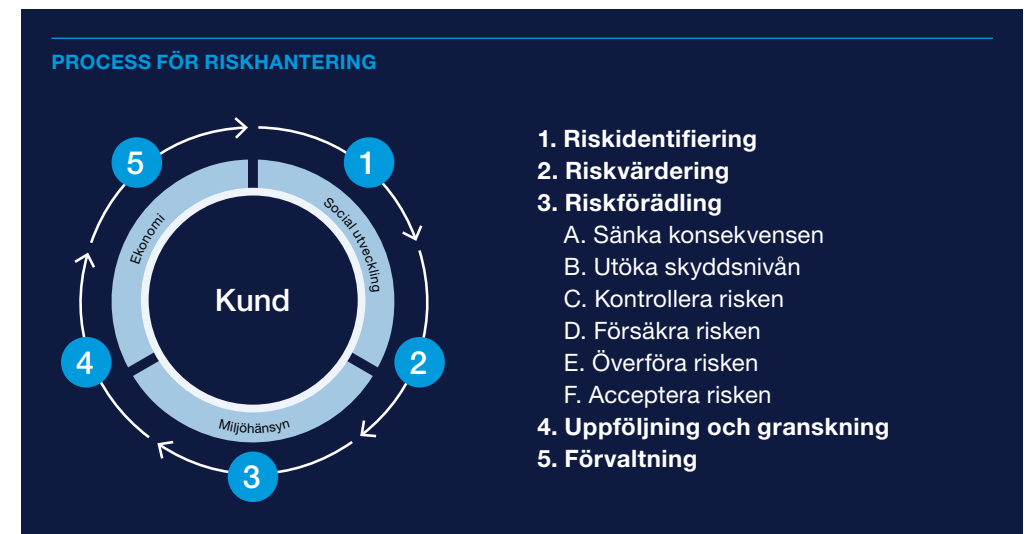 PROCESS FÖR RISKHANTERING
5
1
Ekonomi
Social utveckling
Kund
4
2
Miljöhänsyn
3
1. Riskidentifiering
2. Riskvärdering
3. Riskförädling
A. Sänka konsekvensen
B. Utöka skyddsnivån
C. Kontrollera risken
D. Försäkra risken
E. Överföra risken
F. Acceptera risken
4. Uppföljning och granskning
5. Förvaltning